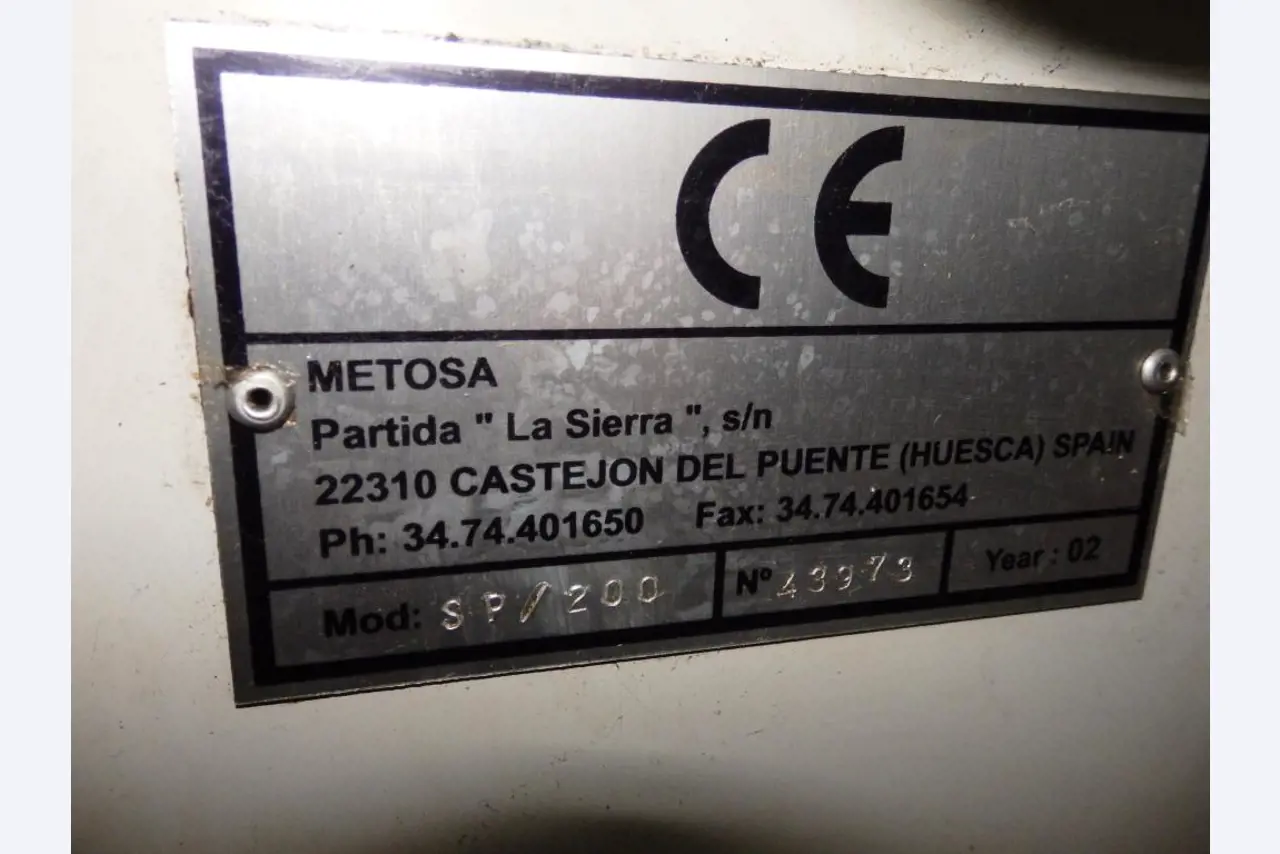 CE
METOSA
Partida " La Sierra ", s/n
22310 CASTEJON DEL PUENTE (HUESCA) SPAIN
Ph: 34.74.401650 Fax: 34.74.401654
Mod: SP/200 Nº 43973 Year : 02